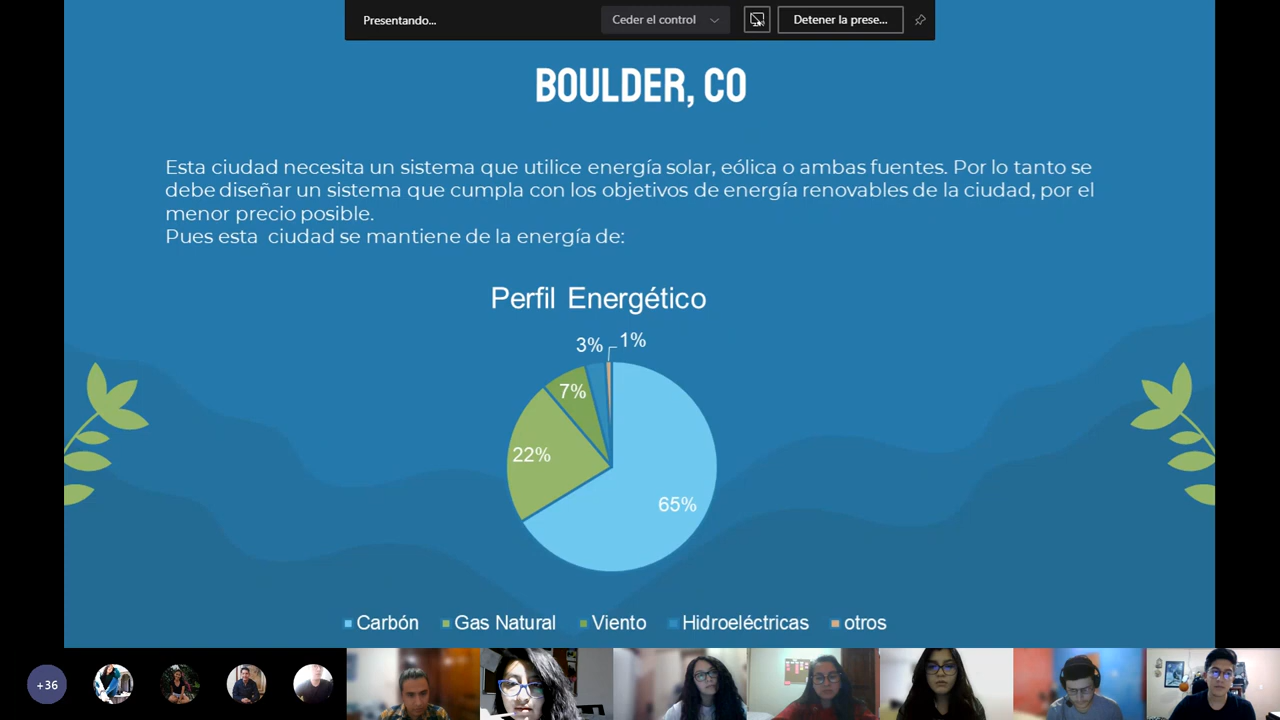 Presentando...
Ceder el control
Detener la prese...
BOULDER, CO
Esta ciudad necesita un sistema que utilice energía solar, eólica o ambas fuentes. Por lo tanto se
debe diseñar un sistema que cumpla con los objetivos de energía renovables de la ciudad, por el
menor precio posible.
Pues esta ciudad se mantiene de la energía de:
Perfil Energético
3%
1%
7%
22%
65%
Carbón
Gas Natural
Viento
Hidroeléctricas
otros
+36